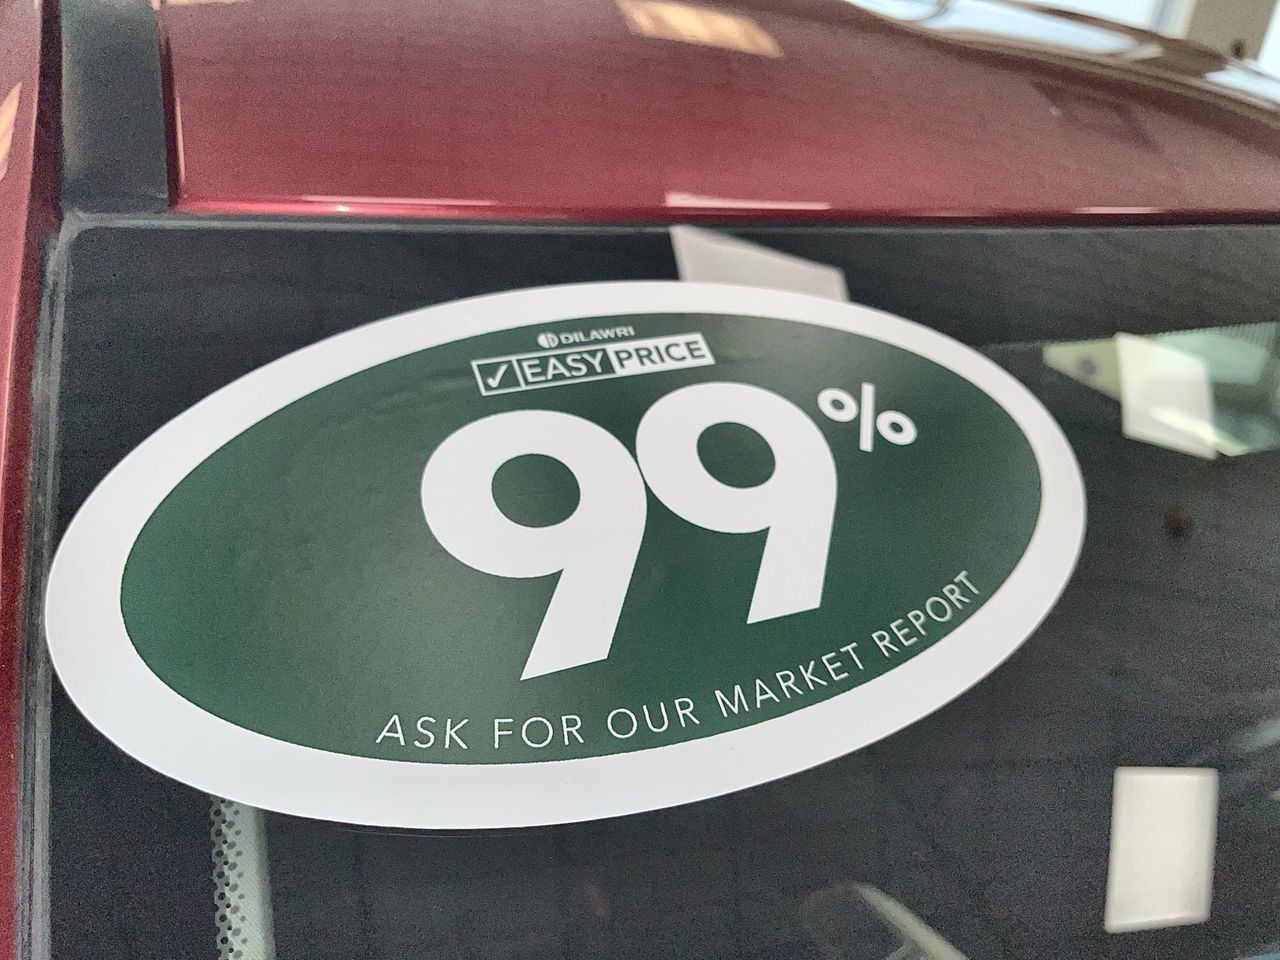 DILAWRI
✓ EASY PRICE
99%
ASK FOR OUR MARKET REPORT